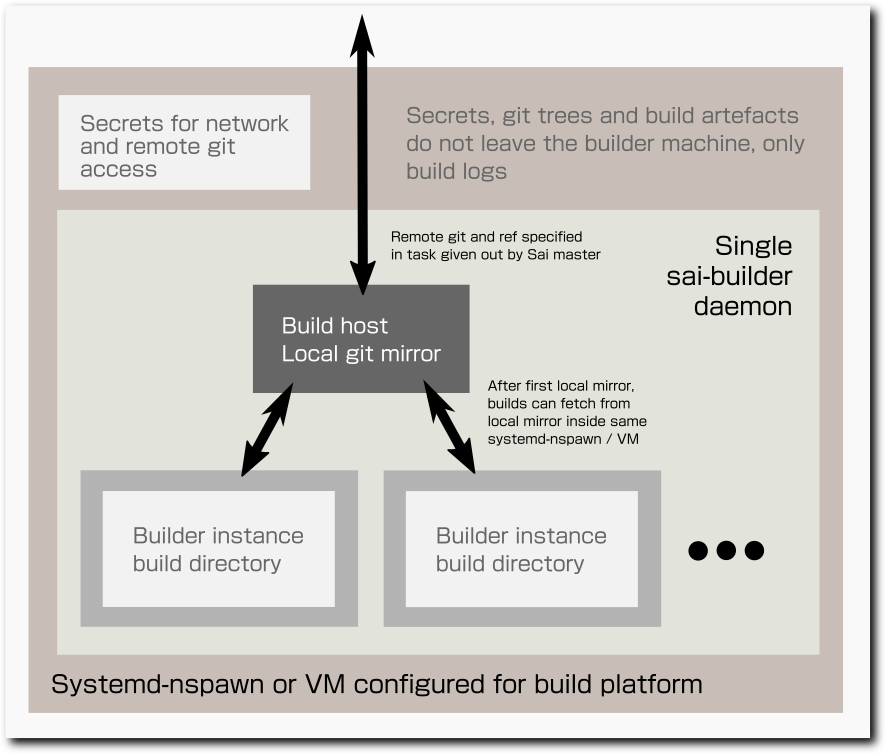 Secrets for network
and remote git
access
Secrets, git trees and build artefacts
do not leave the builder machine, only
build logs
Remote git and ref specified
in task given out by Sai master
Single
sai-builder
daemon
Build host
Local git mirror
After first local mirror,
builds can fetch from
local mirror inside same
systemd-nspawn / VM
Builder instance
build directory
Builder instance
build directory
Systemd-nspawn or VM configured for build platform